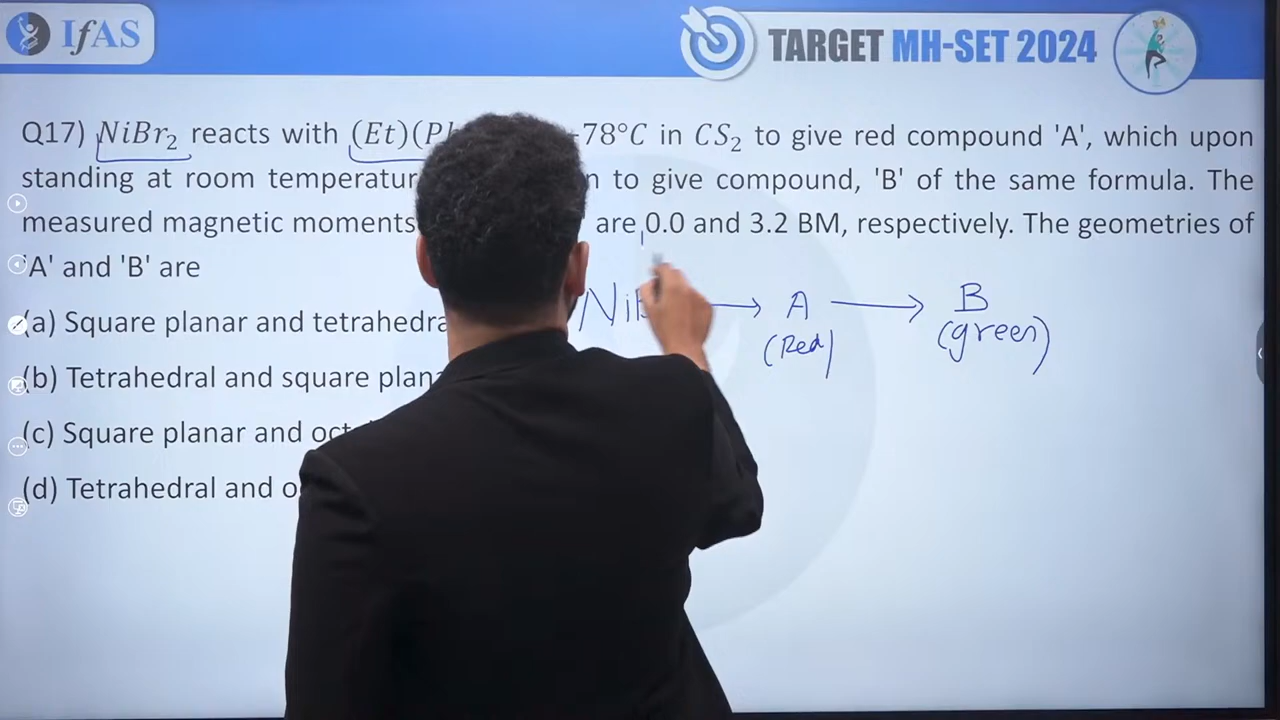 IfAS
TARGET MH-SET 2024
Q17) NiBr₂ reacts with (Et)(P 78°C in CS₂ to give red compound 'A', which upon
standing at room temperatur to give compound, 'B' of the same formula. The
measured magnetic moments are 0.0 and 3.2 BM, respectively. The geometries of
'A' and 'B' are
(a) Square planar and tetrahedra
(b) Tetrahedral and square plan
(c) Square planar and oct
(d) Tetrahedral and o
Ni → A → B
(Red) (green)